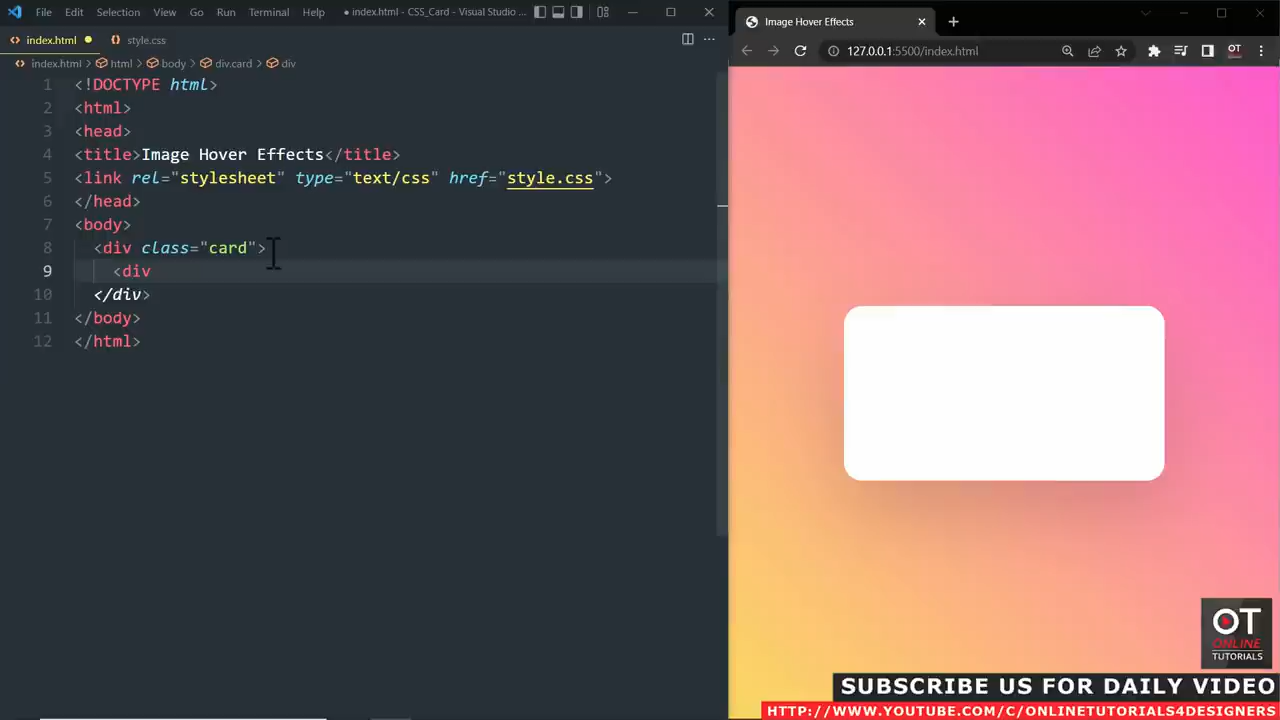 File Edit Selection View Go Run Terminal Help ● index.html - CSS_Card - Visual Studio ...
index.html ● style.css ...
index.html > html > body > div.card > div
1 <!DOCTYPE html>
2 <html>
3 <head>
4 <title>Image Hover Effects</title>
5 <link rel="stylesheet" type="text/css" href="style.css">
6 </head>
7 <body>
8 <div class="card">
9 <div
10 </div>
11 </body>
12 </html>
Image Hover Effects
127.0.0.1:5500/index.html
OT
OT
ONLINE
TUTORIALS
SUBSCRIBE US FOR DAILY VIDEO
HTTP://WWW.YOUTUBE.COM/C/ONLINETUTORIALS4DESIGNERS